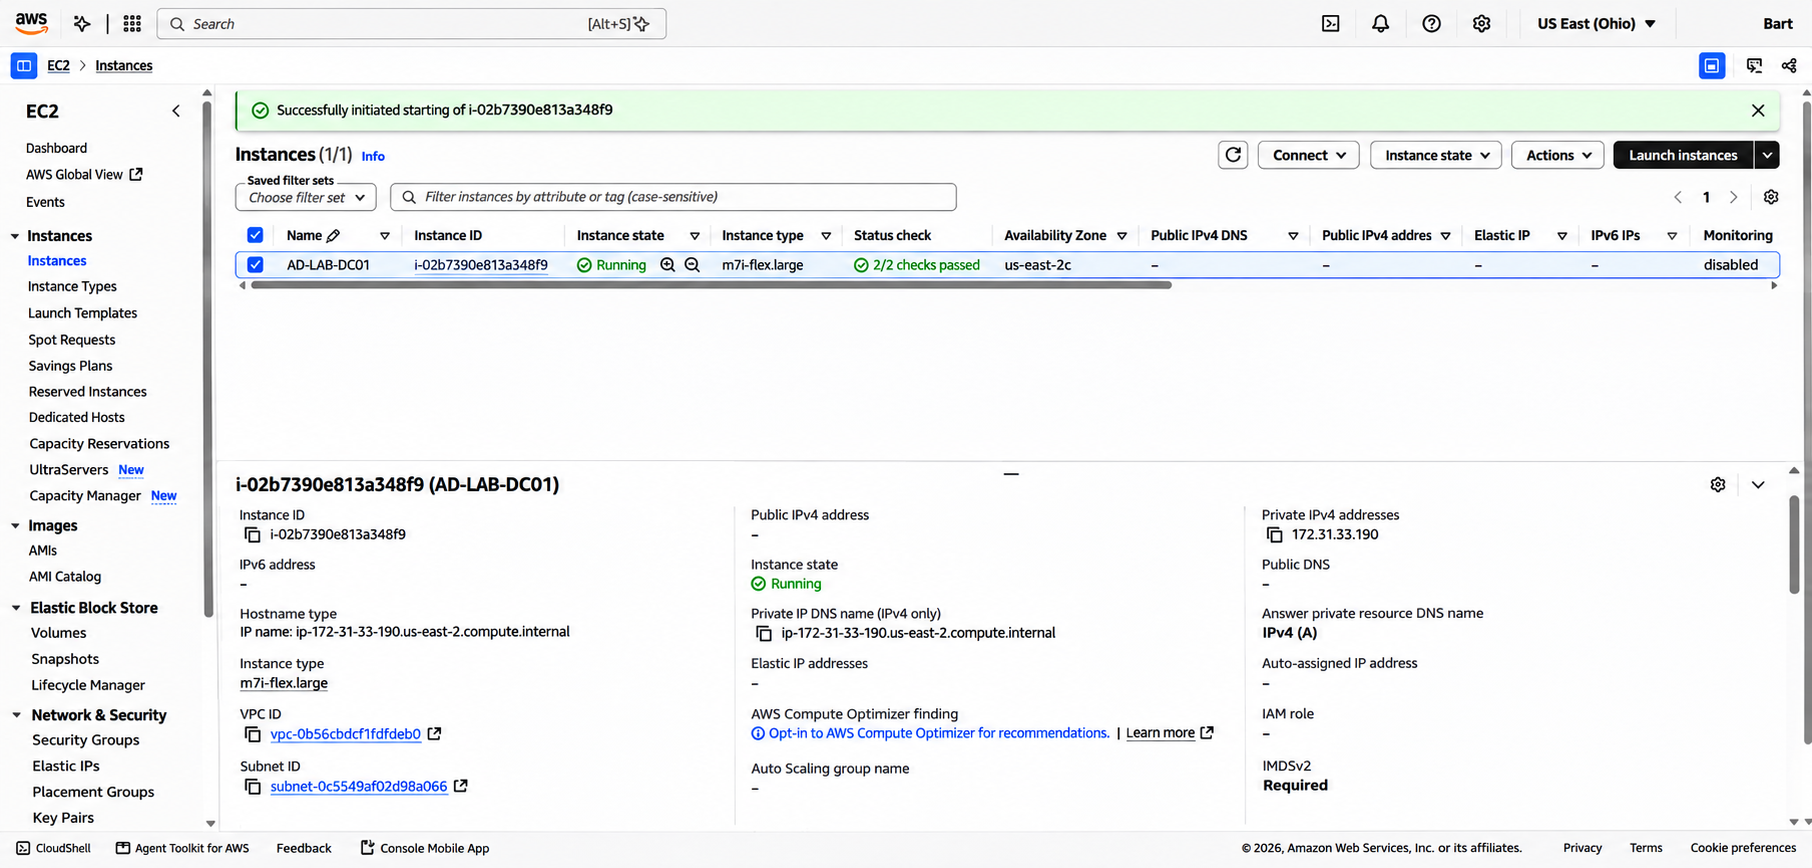 aws
Search [Alt+S]
US East (Ohio)
Bart
EC2 > Instances
EC2
Dashboard
AWS Global View
Events
Instances
Instances
Instance Types
Launch Templates
Spot Requests
Savings Plans
Reserved Instances
Dedicated Hosts
Capacity Reservations
UltraServers New
Capacity Manager New
Images
AMIs
AMI Catalog
Elastic Block Store
Volumes
Snapshots
Lifecycle Manager
Network & Security
Security Groups
Elastic IPs
Placement Groups
Key Pairs
Successfully initiated starting of i-02b7390e813a348f9
Instances (1/1) Info
Connect
Instance state
Actions
Launch instances
Saved filter sets
Choose filter set
Filter instances by attribute or tag (case-sensitive)
1
Name Instance ID Instance state Instance type Status check Availability Zone Public IPv4 DNS Public IPv4 addres Elastic IP IPv6 IPs Monitoring
AD-LAB-DC01 i-02b7390e813a348f9 Running m7i-flex.large 2/2 checks passed us-east-2c – – – – disabled
i-02b7390e813a348f9 (AD-LAB-DC01)
Instance ID
i-02b7390e813a348f9
IPv6 address
–
Hostname type
IP name: ip-172-31-33-190.us-east-2.compute.internal
Instance type
m7i-flex.large
VPC ID
vpc-0b56cbdcf1fdfdeb0
Subnet ID
subnet-0c5549af02d98a066
Public IPv4 address
–
Instance state
Running
Private IP DNS name (IPv4 only)
ip-172-31-33-190.us-east-2.compute.internal
Elastic IP addresses
–
AWS Compute Optimizer finding
Opt-in to AWS Compute Optimizer for recommendations. | Learn more
Auto Scaling group name
–
Private IPv4 addresses
172.31.33.190
Public DNS
–
Answer private resource DNS name
IPv4 (A)
Auto-assigned IP address
–
IAM role
–
IMDSv2
Required
CloudShell
Agent Toolkit for AWS
Feedback
Console Mobile App
© 2026, Amazon Web Services, Inc. or its affiliates.
Privacy
Terms
Cookie preferences